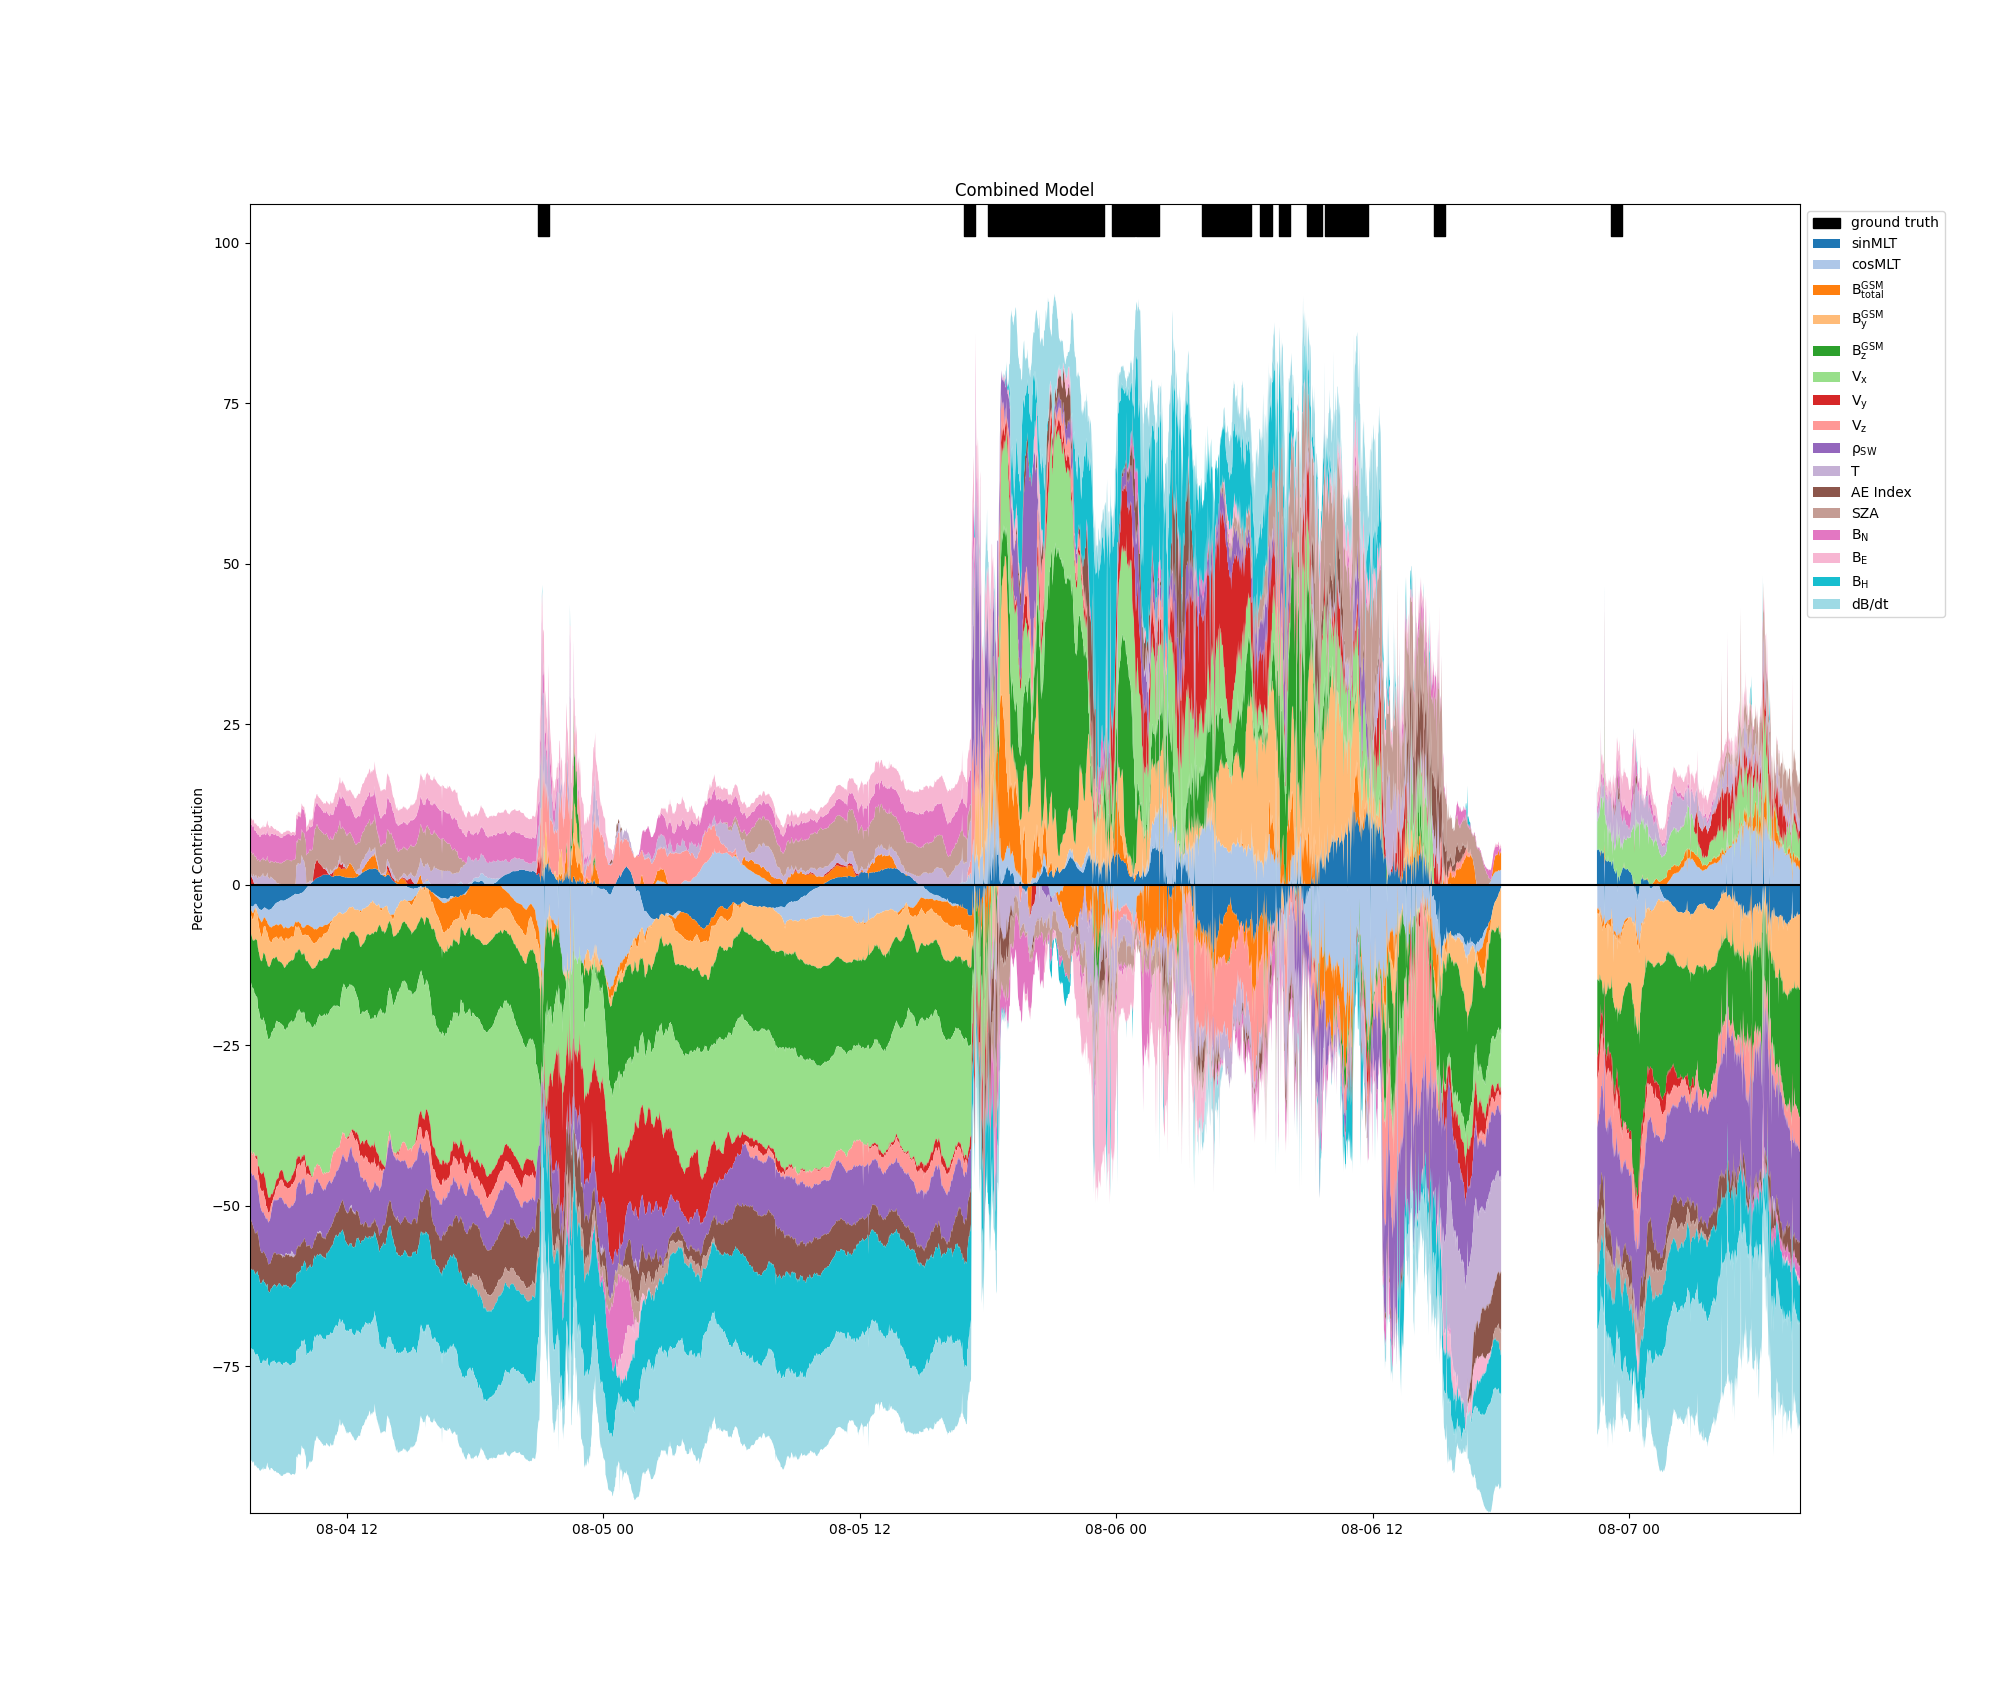 Combined Model
Percent Contribution
100
75
50
25
0
−25
−50
−75
08-04 12
08-05 00
08-05 12
08-06 00
08-06 12
08-07 00
ground truth
sinMLT
cosMLT
B_total^GSM
B_y^GSM
B_z^GSM
V_x
V_y
V_z
ρ_SW
T
AE Index
SZA
B_N
B_E
B_H
dB/dt